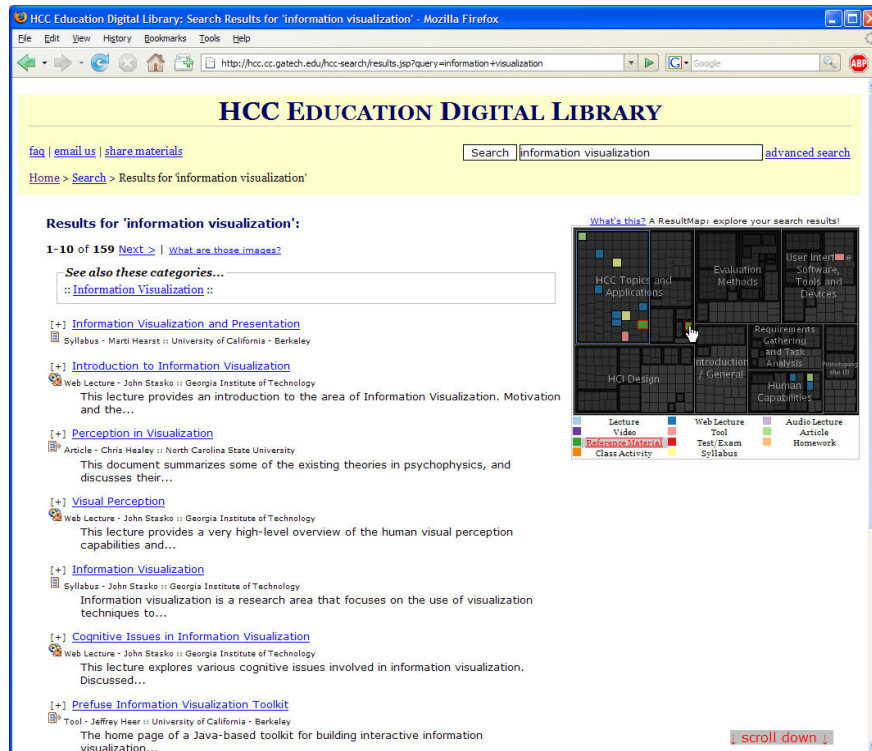 HCC Education Digital Library: Search Results for 'information visualization' - Mozilla Firefox
File Edit View History Bookmarks Tools Help
http://hcc.cc.gatech.edu/hcc-search/results.jsp?query=information+visualization
G Google
ABP
HCC EDUCATION DIGITAL LIBRARY
faq | email us | share materials
Search information visualization advanced search
Home > Search > Results for 'information visualization'
Results for 'information visualization':
What's this? A ResultMap: explore your search results!
1-10 of 159 Next > | What are those images?
See also these categories...
:: Information Visualization ::
[+] Information Visualization and Presentation
Syllabus - Marti Hearst :: University of California - Berkeley
[+] Introduction to Information Visualization
Web Lecture - John Stasko :: Georgia Institute of Technology
This lecture provides an introduction to the area of Information Visualization. Motivation
and the...
[+] Perception in Visualization
Article - Chris Healey :: North Carolina State University
This document summarizes some of the existing theories in psychophysics, and
discusses their...
[+] Visual Perception
Web Lecture - John Stasko :: Georgia Institute of Technology
This lecture provides a very high-level overview of the human visual perception
capabilities and...
[+] Information Visualization
Syllabus - John Stasko :: Georgia Institute of Technology
Information visualization is a research area that focuses on the use of visualization
techniques to...
[+] Cognitive Issues in Information Visualization
Web Lecture - John Stasko :: Georgia Institute of Technology
This lecture explores various cognitive issues involved in information visualization.
Discussed...
[+] Prefuse Information Visualization Toolkit
Tool - Jeffrey Heer :: University of California - Berkeley
The home page of a Java-based toolkit for building interactive information
visualization...
HCC Topics and
Applications
Evaluation
Methods
User Interface
Software,
Tools and
Devices
HCI Design
Introduction
/ General
Requirements
Gathering
and Task
Analysis
Prototyping
the UI
Human
Capabilities
Lecture Web Lecture Audio Lecture
Video Tool Article
Reference Material Test/Exam Homework
Class Activity Syllabus
↓ scroll down ↓